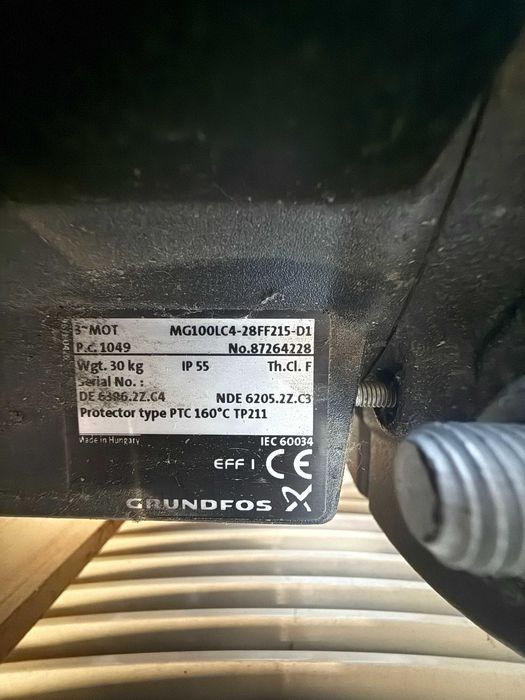 3~MOT MG100LC4-28FF215-D1
P.C. 1049 No.87264228
Wgt. 30 kg IP 55 Th.Cl. F
Serial No. :
DE 6306.2Z.C4 NDE 6205.2Z.C3
Protector type PTC 160°C TP211
Made in Hungary IEC 60034
EFF I CE
GRUNDFOS